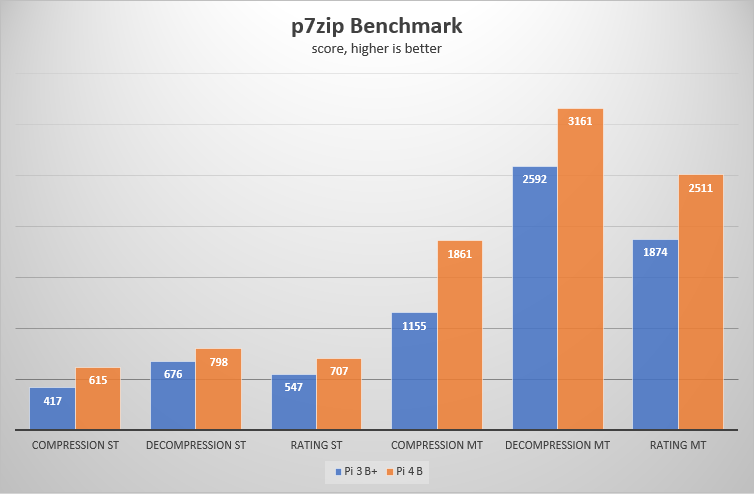 p7zip Benchmark
score, higher is better
417
615
676
798
547
707
1155
1861
2592
3161
1874
2511
COMPRESSION ST
DECOMPRESSION ST
RATING ST
COMPRESSION MT
DECOMPRESSION MT
RATING MT
Pi 3 B+
Pi 4 B